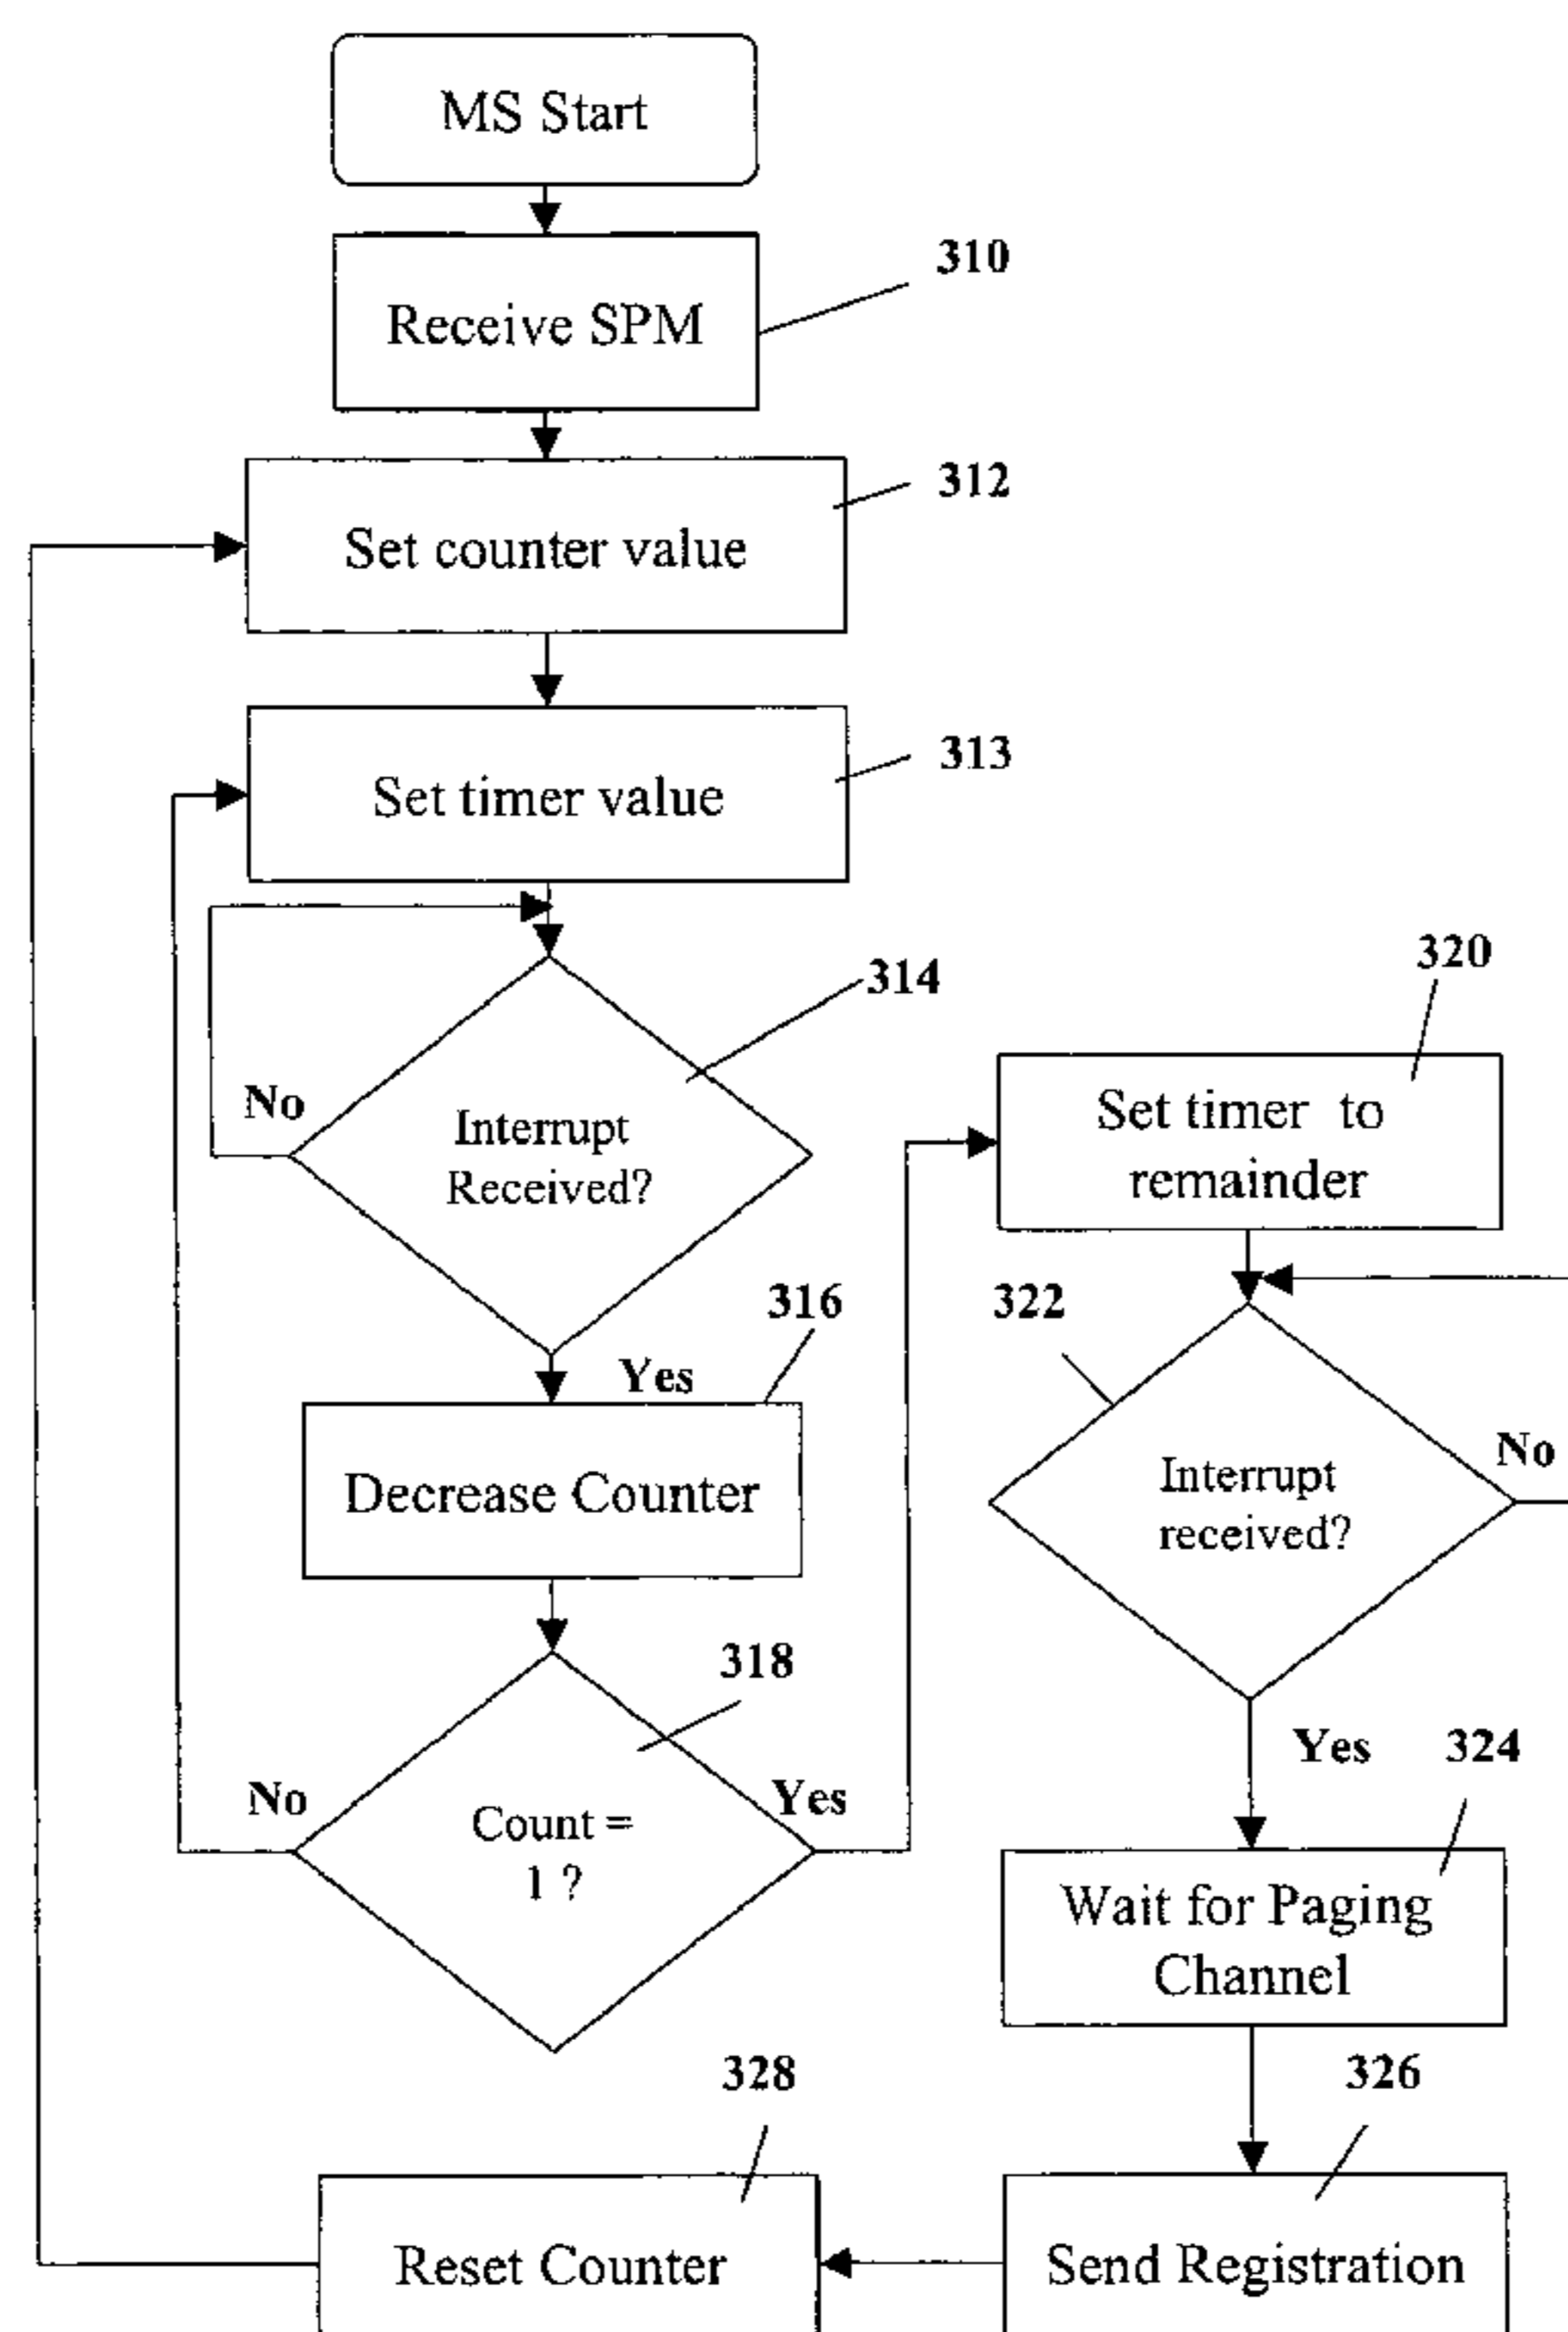 MS Start
310
Receive SPM
312
Set counter value
313
Set timer value
314
No
Interrupt
Received?
316
Yes
Decrease Counter
318
No
Yes
Count =
1 ?
320
Set timer to
remainder
322
No
Interrupt
received?
Yes
324
Wait for Paging
Channel
326
Send Registration
328
Reset Counter